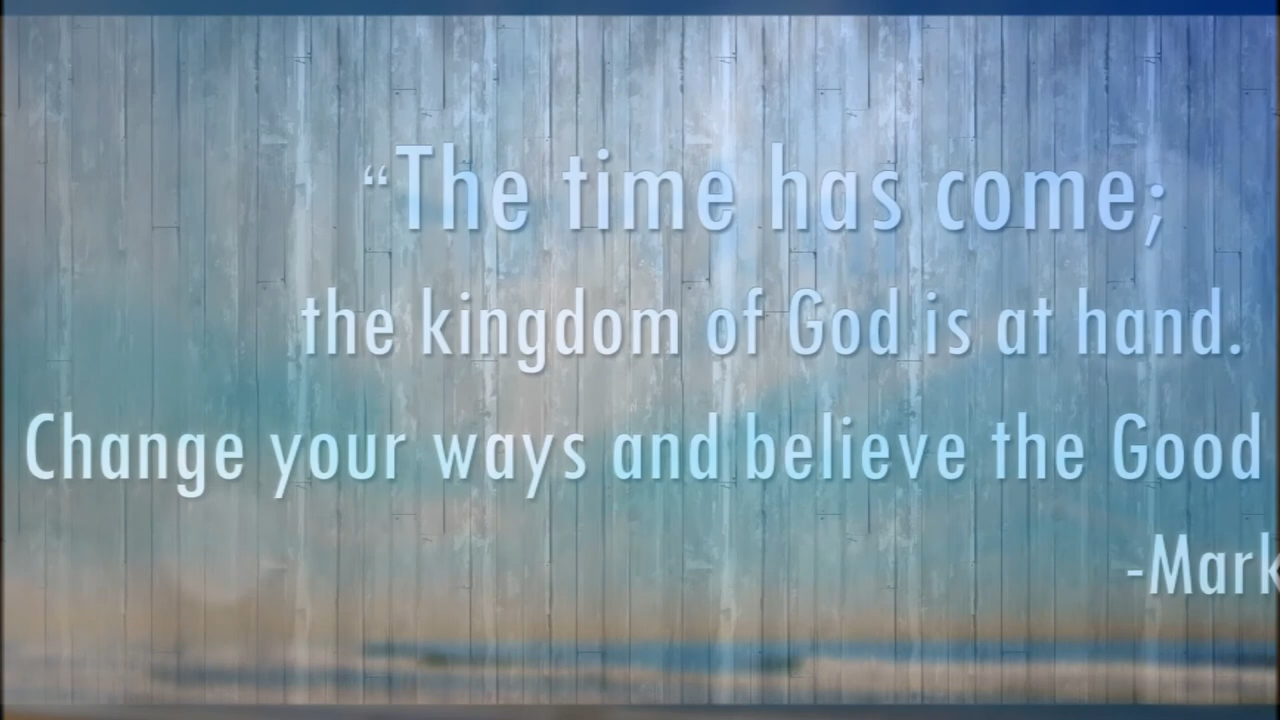 “The time has come;
the kingdom of God is at hand.
Change your ways and believe the Good
-Mark